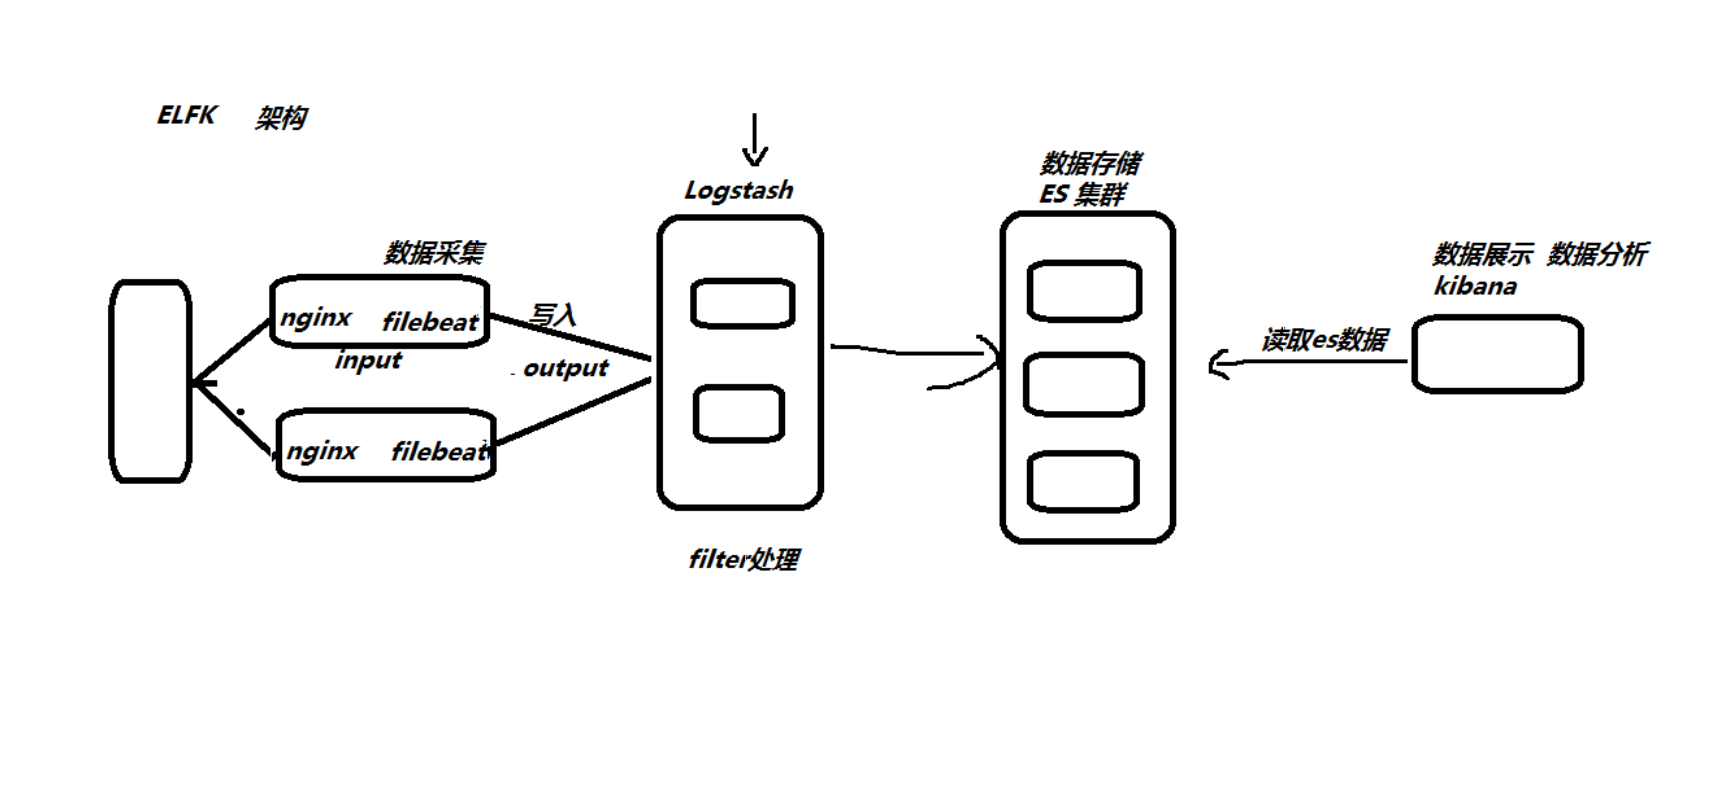 ELFK 架构
Logstash
数据存储
ES 集群
数据采集
数据展示 数据分析
kibana
nginx filebeat
写入
input
output
读取es数据
nginx filebeat
filter处理